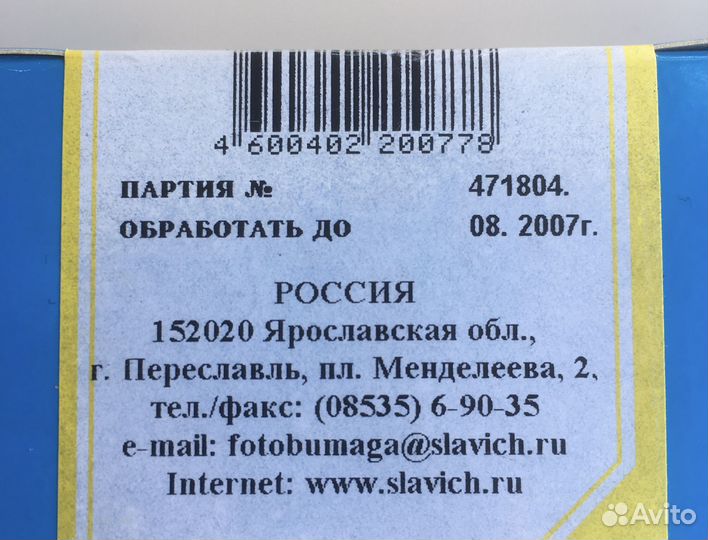 4 600402 200778
ПАРТИЯ № 471804.
ОБРАБОТАТЬ ДО 08. 2007г.
РОССИЯ
152020 Ярославская обл.,
г. Переславль, пл. Менделеева, 2,
тел./факс: (08535) 6-90-35
e-mail: fotobumaga@slavich.ru
Internet: www.slavich.ru
Avito